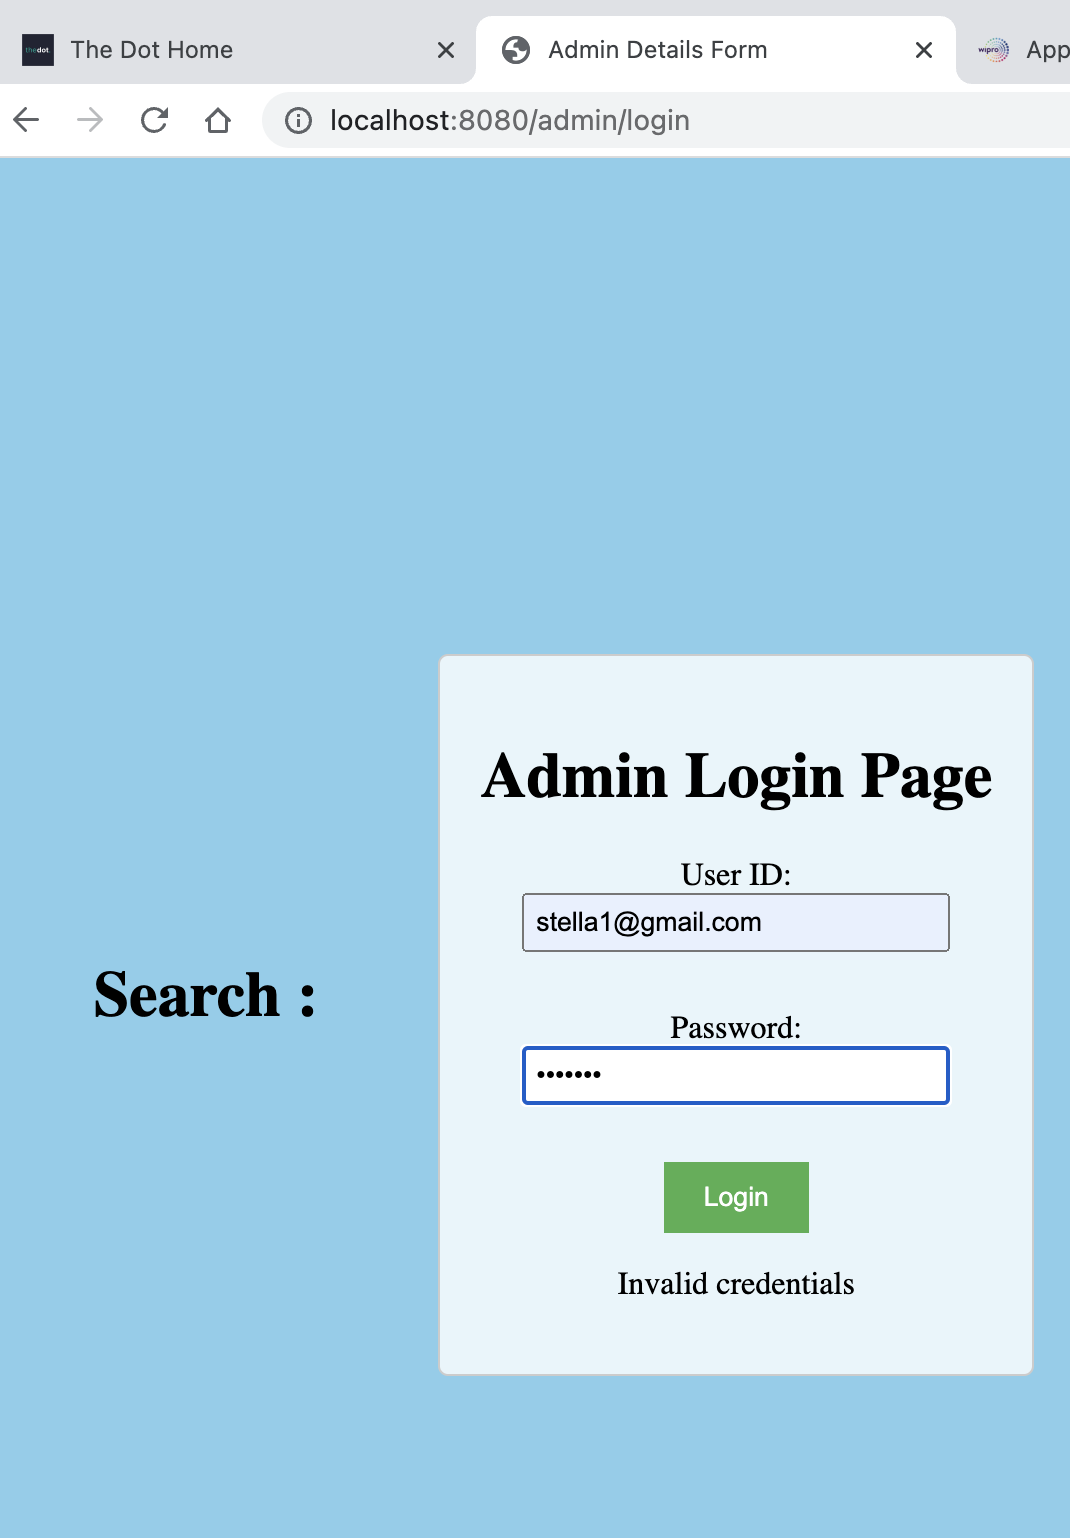 thedot.
The Dot Home
Admin Details Form
wipro
App
localhost:8080/admin/login
Admin Login Page
User ID:
stella1@gmail.com
Search :
Password:
•••••••
Login
Invalid credentials